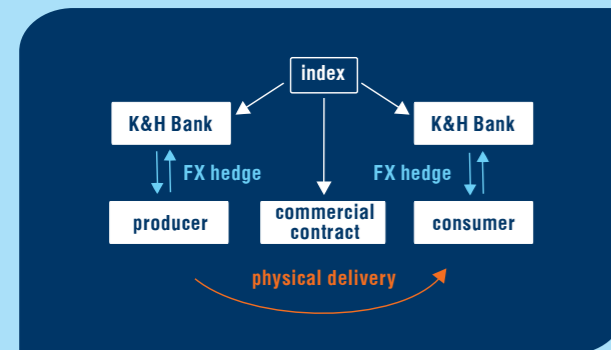 index
K&H Bank
K&H Bank
FX hedge
FX hedge
producer
commercial
contract
consumer
physical delivery